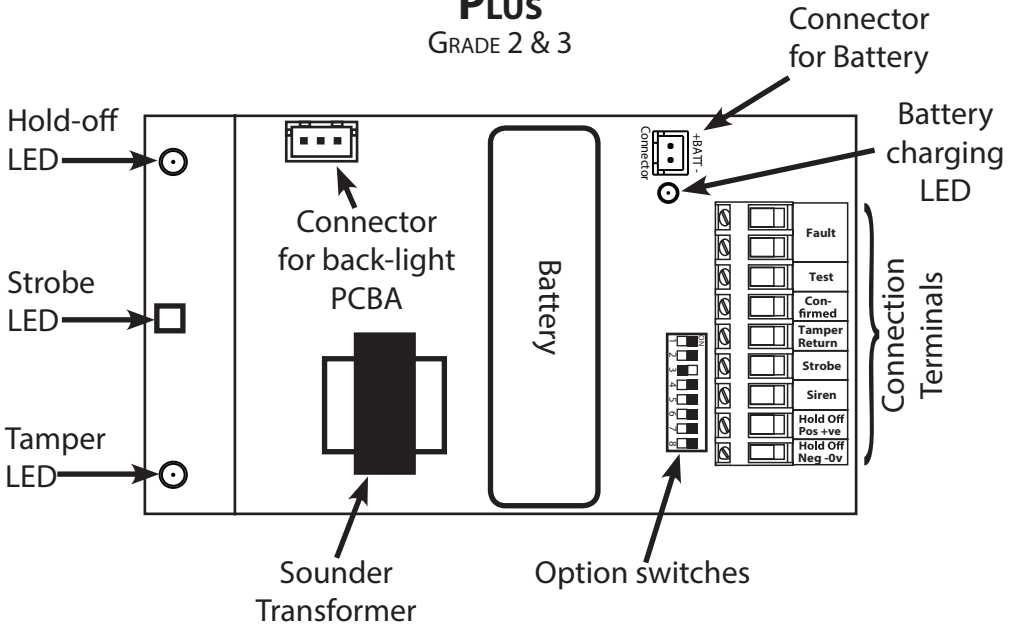 PLUS
GRADE 2 & 3
Connector
for Battery
Hold-off
LED
Battery
charging
LED
+BATT -
Connector
Connector
for back-light
PCBA
Battery
Fault
Test
Con-
firmed
Tamper
Return
Strobe
Siren
Hold Off
Pos +ve
Hold Off
Neg -0v
Connection
Terminals
Strobe
LED
ON
1
2
3
4
5
6
7
8
Tamper
LED
Sounder
Transformer
Option switches